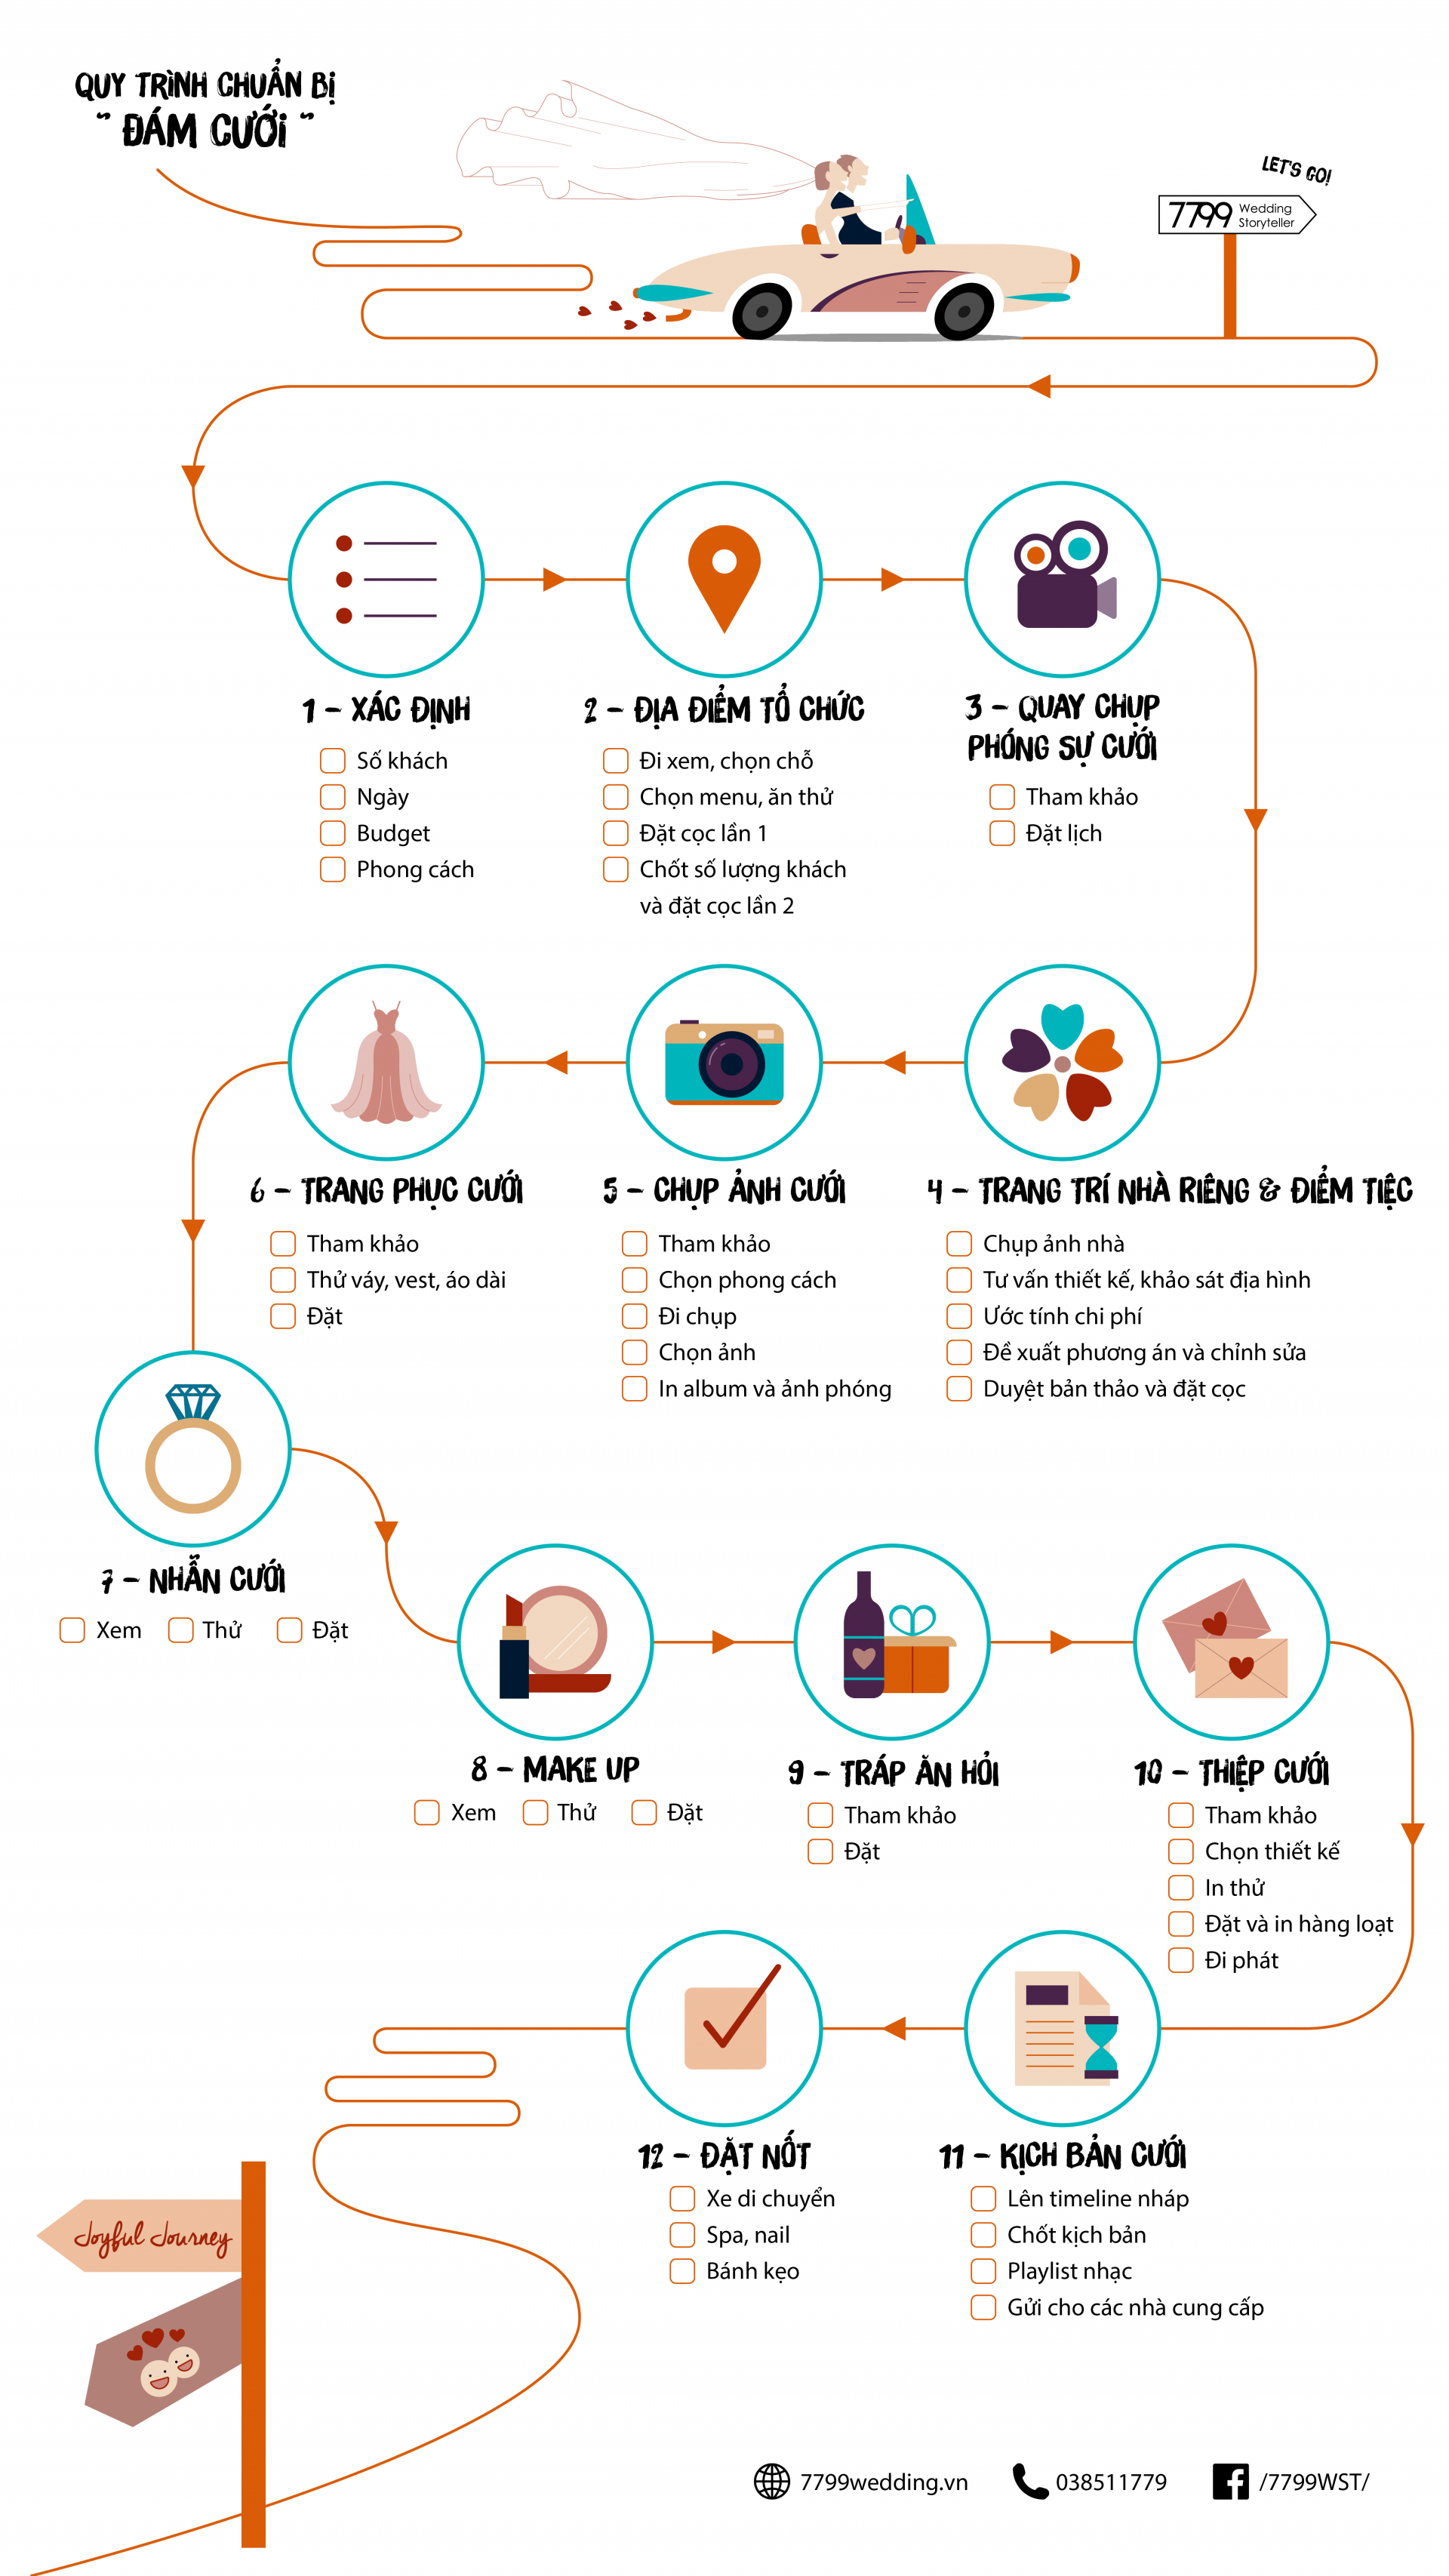 QUY TRÌNH CHUẨN BỊ
" ĐÁM CƯỚI "
LET'S GO!
7799 Wedding
Storyteller
1 - XÁC ĐỊNH
Số khách
Ngày
Budget
Phong cách
2 - ĐỊA ĐIỂM TỔ CHỨC
Đi xem, chọn chỗ
Chọn menu, ăn thử
Đặt cọc lần 1
Chốt số lượng khách
và đặt cọc lần 2
3 - QUAY CHỤP
PHÓNG SỰ CƯỚI
Tham khảo
Đặt lịch
4 - TRANG TRÍ NHÀ RIÊNG & ĐIỂM TIỆC
Chụp ảnh nhà
Tư vấn thiết kế, khảo sát địa hình
Ước tính chi phí
Đề xuất phương án và chỉnh sửa
Duyệt bản thảo và đặt cọc
5 - CHỤP ẢNH CƯỚI
Tham khảo
Chọn phong cách
Đi chụp
Chọn ảnh
In album và ảnh phóng
6 - TRANG PHỤC CƯỚI
Tham khảo
Thử váy, vest, áo dài
Đặt
7 - NHẪN CƯỚI
Xem Thử Đặt
8 - MAKE UP
Xem Thử Đặt
9 - TRÁP ĂN HỎI
Tham khảo
Đặt
10 - THIỆP CƯỚI
Tham khảo
Chọn thiết kế
In thử
Đặt và in hàng loạt
Đi phát
11 - KỊCH BẢN CƯỚI
Lên timeline nháp
Chốt kịch bản
Playlist nhạc
Gửi cho các nhà cung cấp
12 - ĐẶT NỐT
Xe di chuyển
Spa, nail
Bánh kẹo
Joyful Journey
7799wedding.vn 038511779 /7799WST/